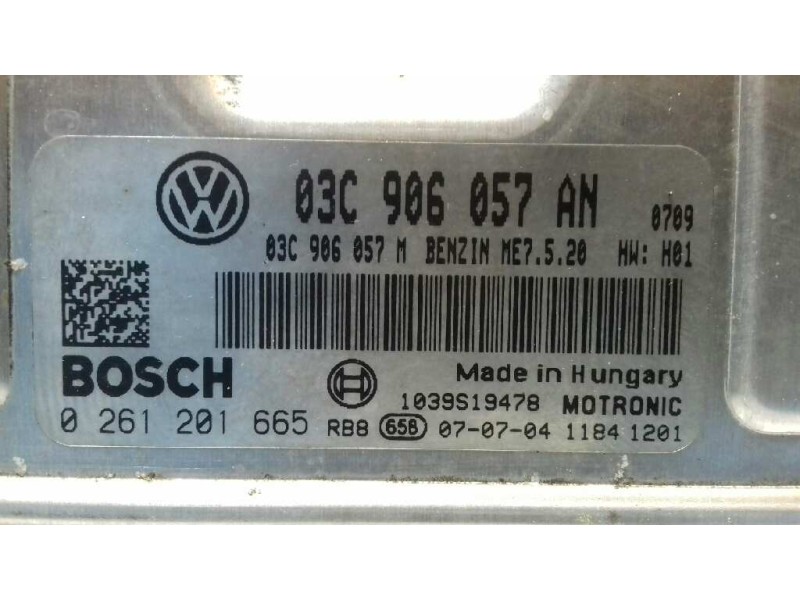 03C 906 057 AN 0709
03C 906 057 M BENZIN ME7.5.20 HW: H01
BOSCH Made in Hungary
1039S19478 MOTRONIC
0 261 201 665 RB8 658 07-07-04 1184 1201